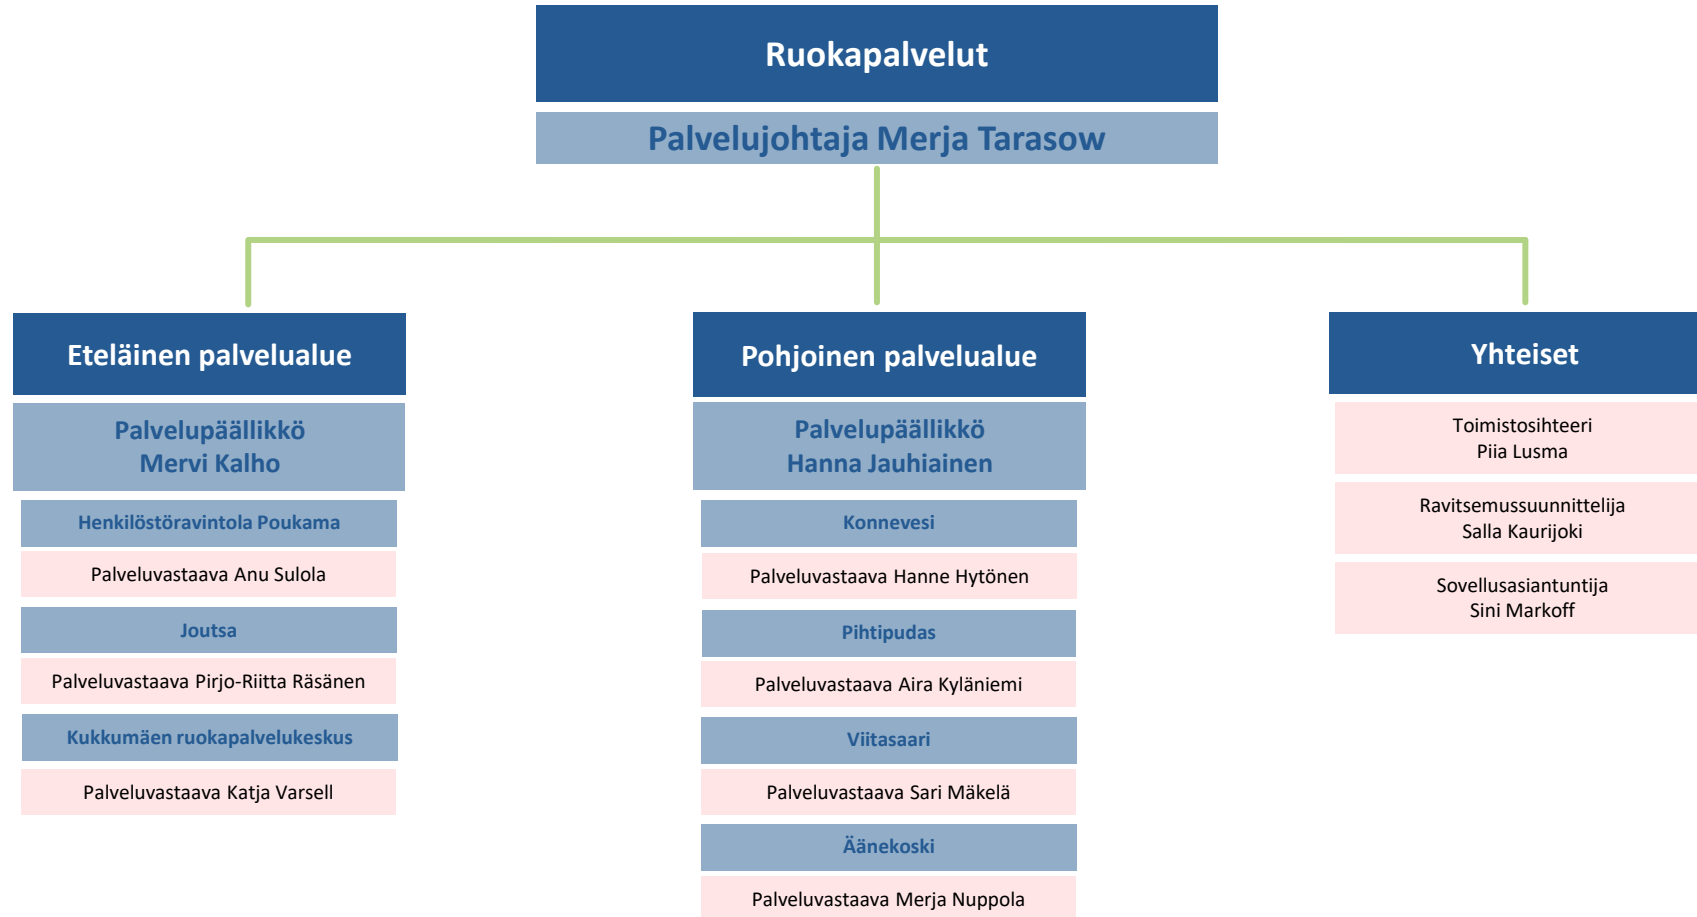 Ruokapalvelut
Palvelujohtaja Merja Tarasow
Eteläinen palvelualue
Palvelupäällikkö
Mervi Kalho
Henkilöstöravintola Poukama
Palveluvastaava Anu Sulola
Joutsa
Palveluvastaava Pirjo-Riitta Räsänen
Kukkumäen ruokapalvelukeskus
Palveluvastaava Katja Varsell
Pohjoinen palvelualue
Palvelupäällikkö
Hanna Jauhiainen
Konnevesi
Palveluvastaava Hanne Hytönen
Pihtipudas
Palveluvastaava Aira Kyläniemi
Viitasaari
Palveluvastaava Sari Mäkelä
Äänekoski
Palveluvastaava Merja Nuppola
Yhteiset
Toimistosihteeri
Piia Lusma
Ravitsemussuunnittelija
Salla Kaurijoki
Sovellusasiantuntija
Sini Markoff